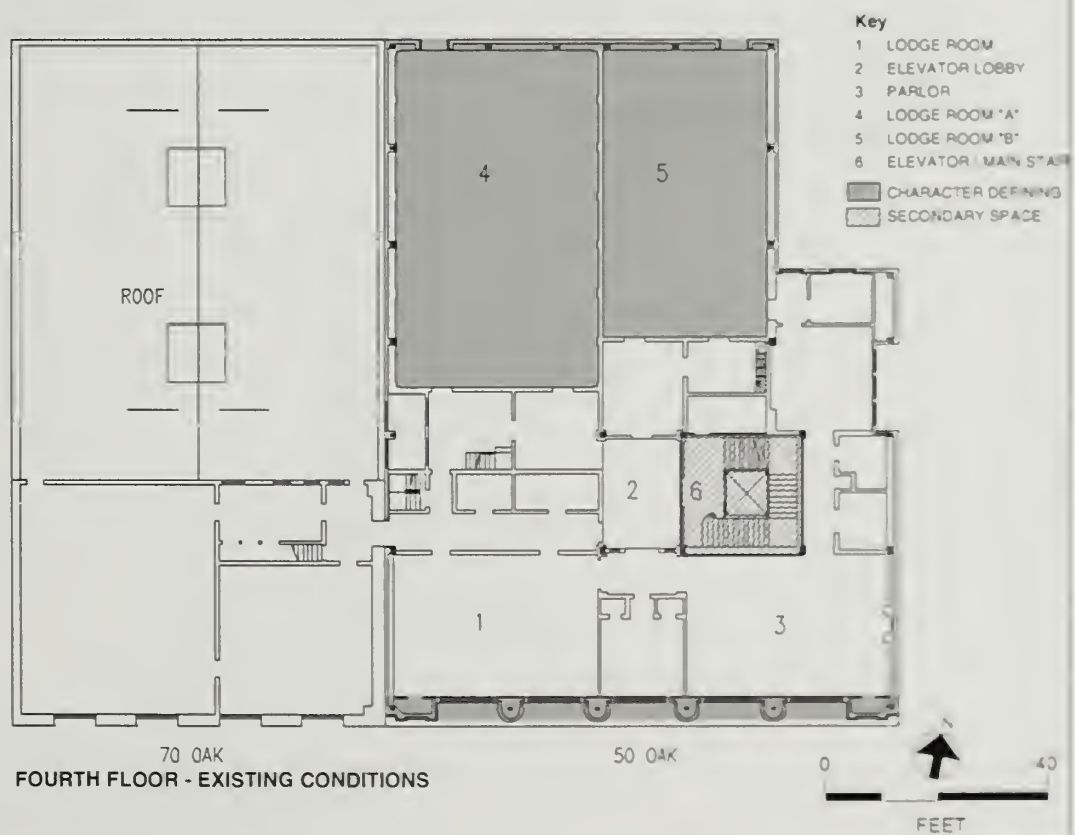 Key
1 LODGE ROOM
2 ELEVATOR LOBBY
3 PARLOR
4 LODGE ROOM "A"
5 LODGE ROOM "B"
6 ELEVATOR / MAIN STAIR
CHARACTER DEFINING
SECONDARY SPACE
4
5
ROOF
2
6
1
3
70 OAK
50 OAK
N
FOURTH FLOOR - EXISTING CONDITIONS
0 40
FEET